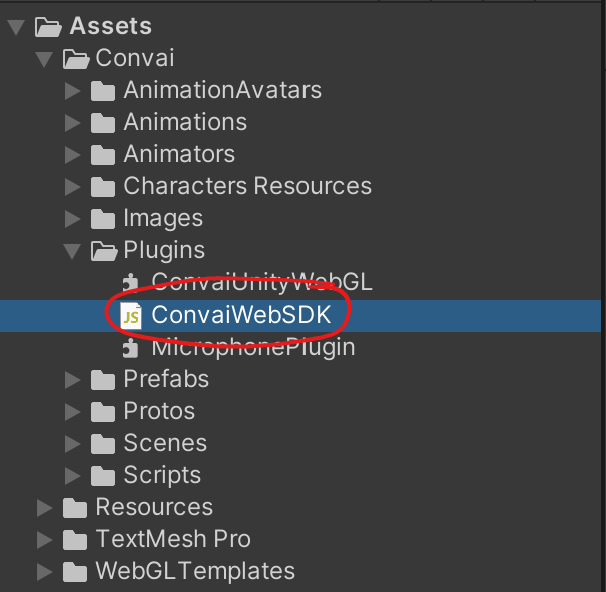 Assets
Convai
AnimationAvatars
Animations
Animators
Characters Resources
Images
Plugins
ConvaiUnityWebGL
JS ConvaiWebSDK
MicrophonePlugin
Prefabs
Protos
Scenes
Scripts
Resources
TextMesh Pro
WebGLTemplates